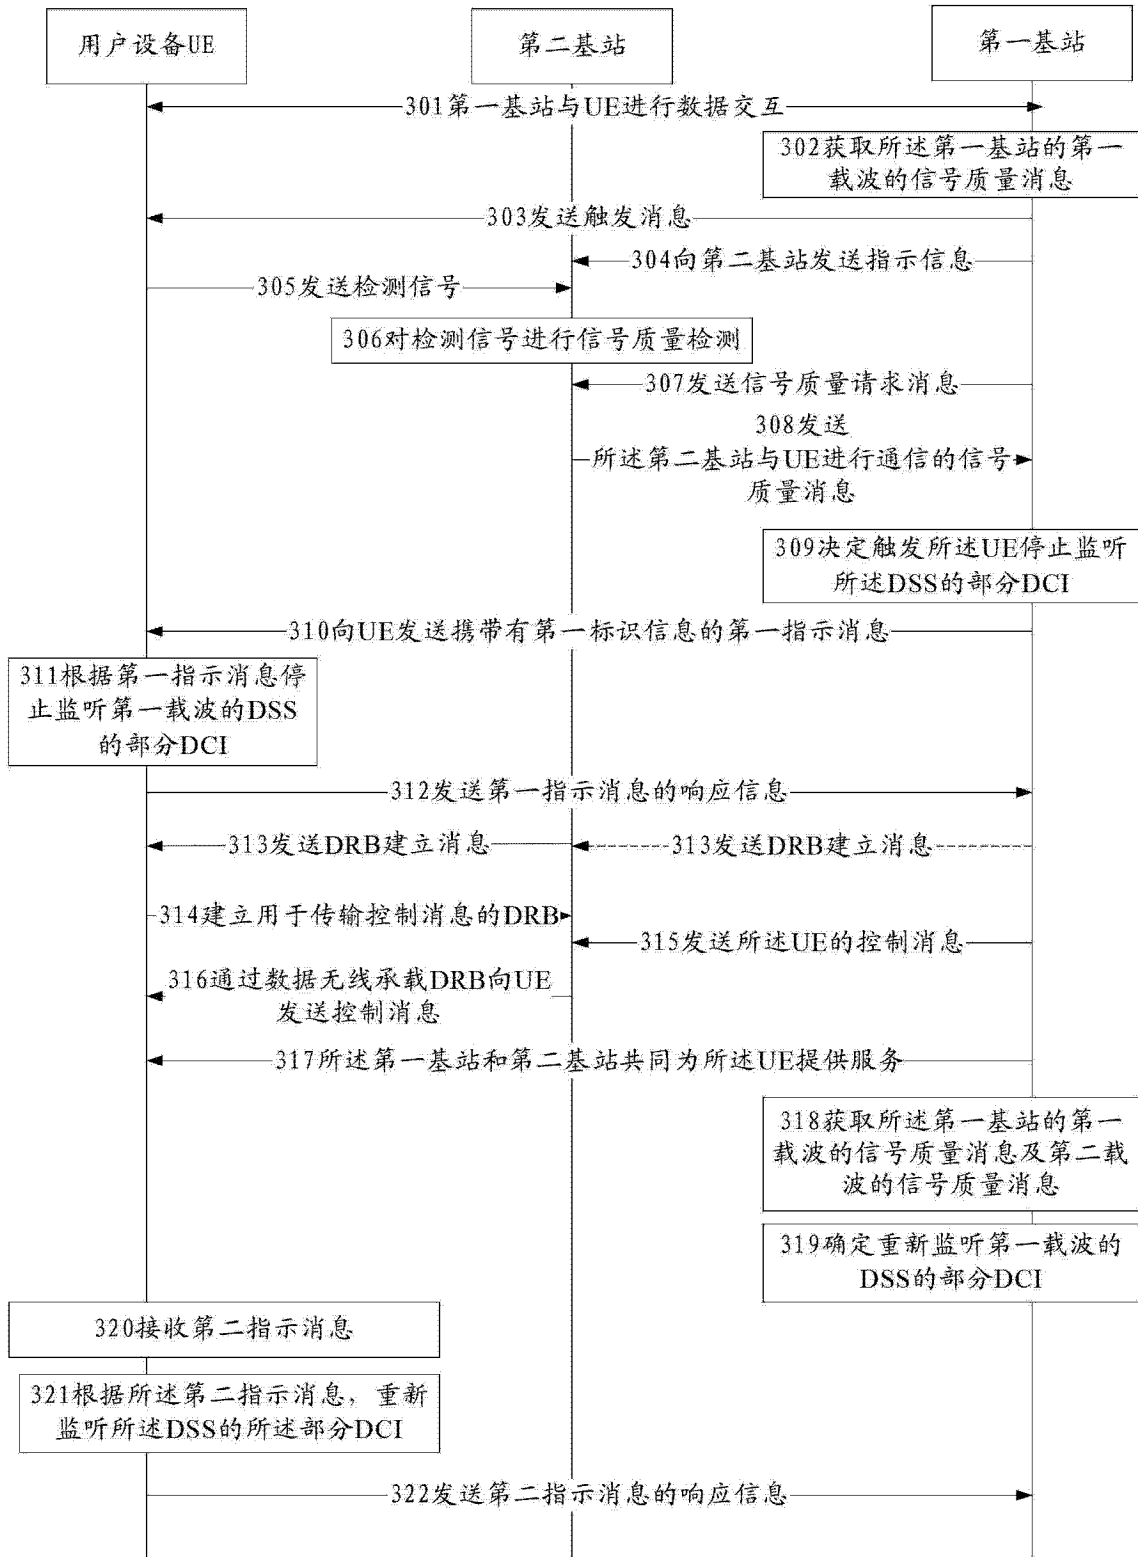 用户设备UE
第二基站
第一基站
301第一基站与UE进行数据交互
302获取所述第一基站的第一
载波的信号质量消息
303发送触发消息
304向第二基站发送指示信息
305发送检测信号
306对检测信号进行信号质量检测
307发送信号质量请求消息
308发送
所述第二基站与UE进行通信的信号
质量消息
309决定触发所述UE停止监听
所述DSS的部分DCI
310向UE发送携带有第一标识信息的第一指示消息
311根据第一指示消息停
止监听第一载波的DSS
的部分DCI
312发送第一指示消息的响应信息
313发送DRB建立消息
313发送DRB建立消息
314建立用于传输控制消息的DRB
315发送所述UE的控制消息
316通过数据无线承载DRB向UE
发送控制消息
317所述第一基站和第二基站共同为所述UE提供服务
318获取所述第一基站的第一
载波的信号质量消息及第二载
波的信号质量消息
319确定重新监听第一载波的
DSS的部分DCI
320接收第二指示消息
321根据所述第二指示消息，重新
监听所述DSS的所述部分DCI
322发送第二指示消息的响应信息